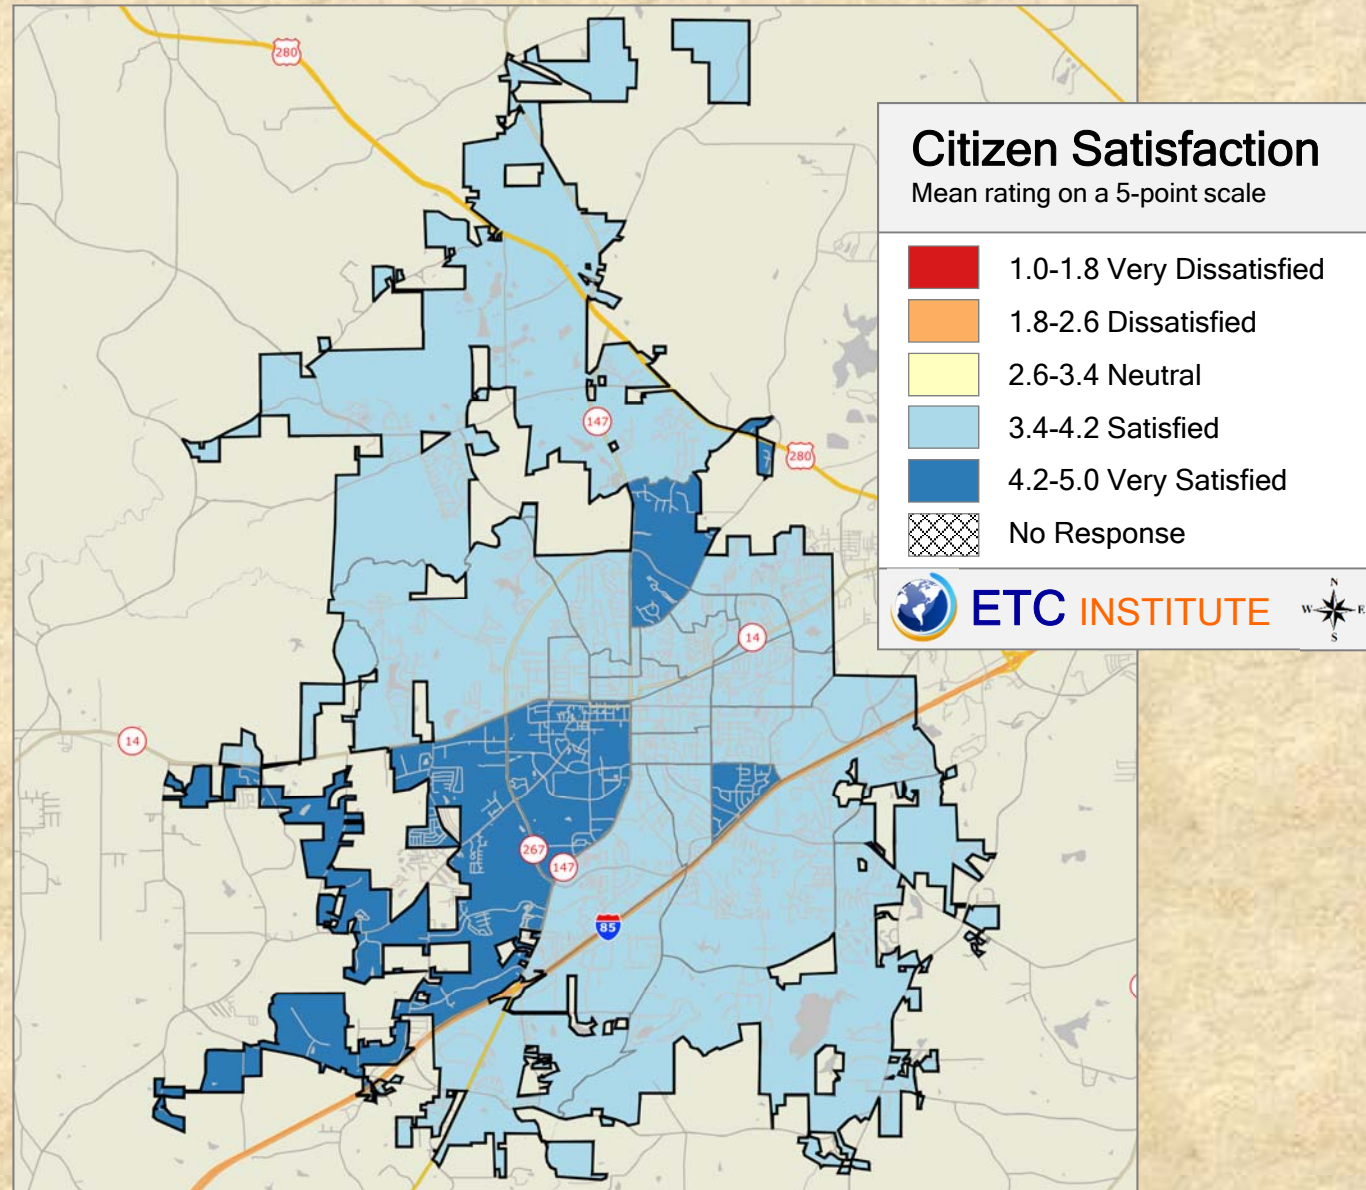 280
Citizen Satisfaction
Mean rating on a 5-point scale
1.0-1.8 Very Dissatisfied
1.8-2.6 Dissatisfied
2.6-3.4 Neutral
3.4-4.2 Satisfied
4.2-5.0 Very Satisfied
No Response
ETC INSTITUTE
N
W E
S
147
280
14
14
267
147
85